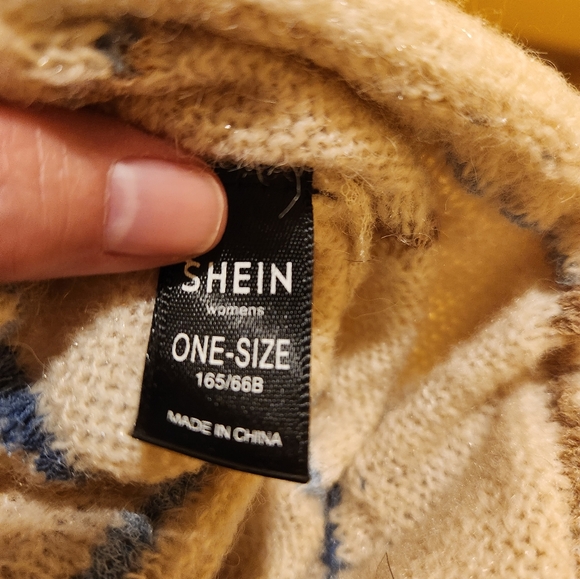 SHEIN
womens
ONE-SIZE
165/66B
MADE IN CHINA